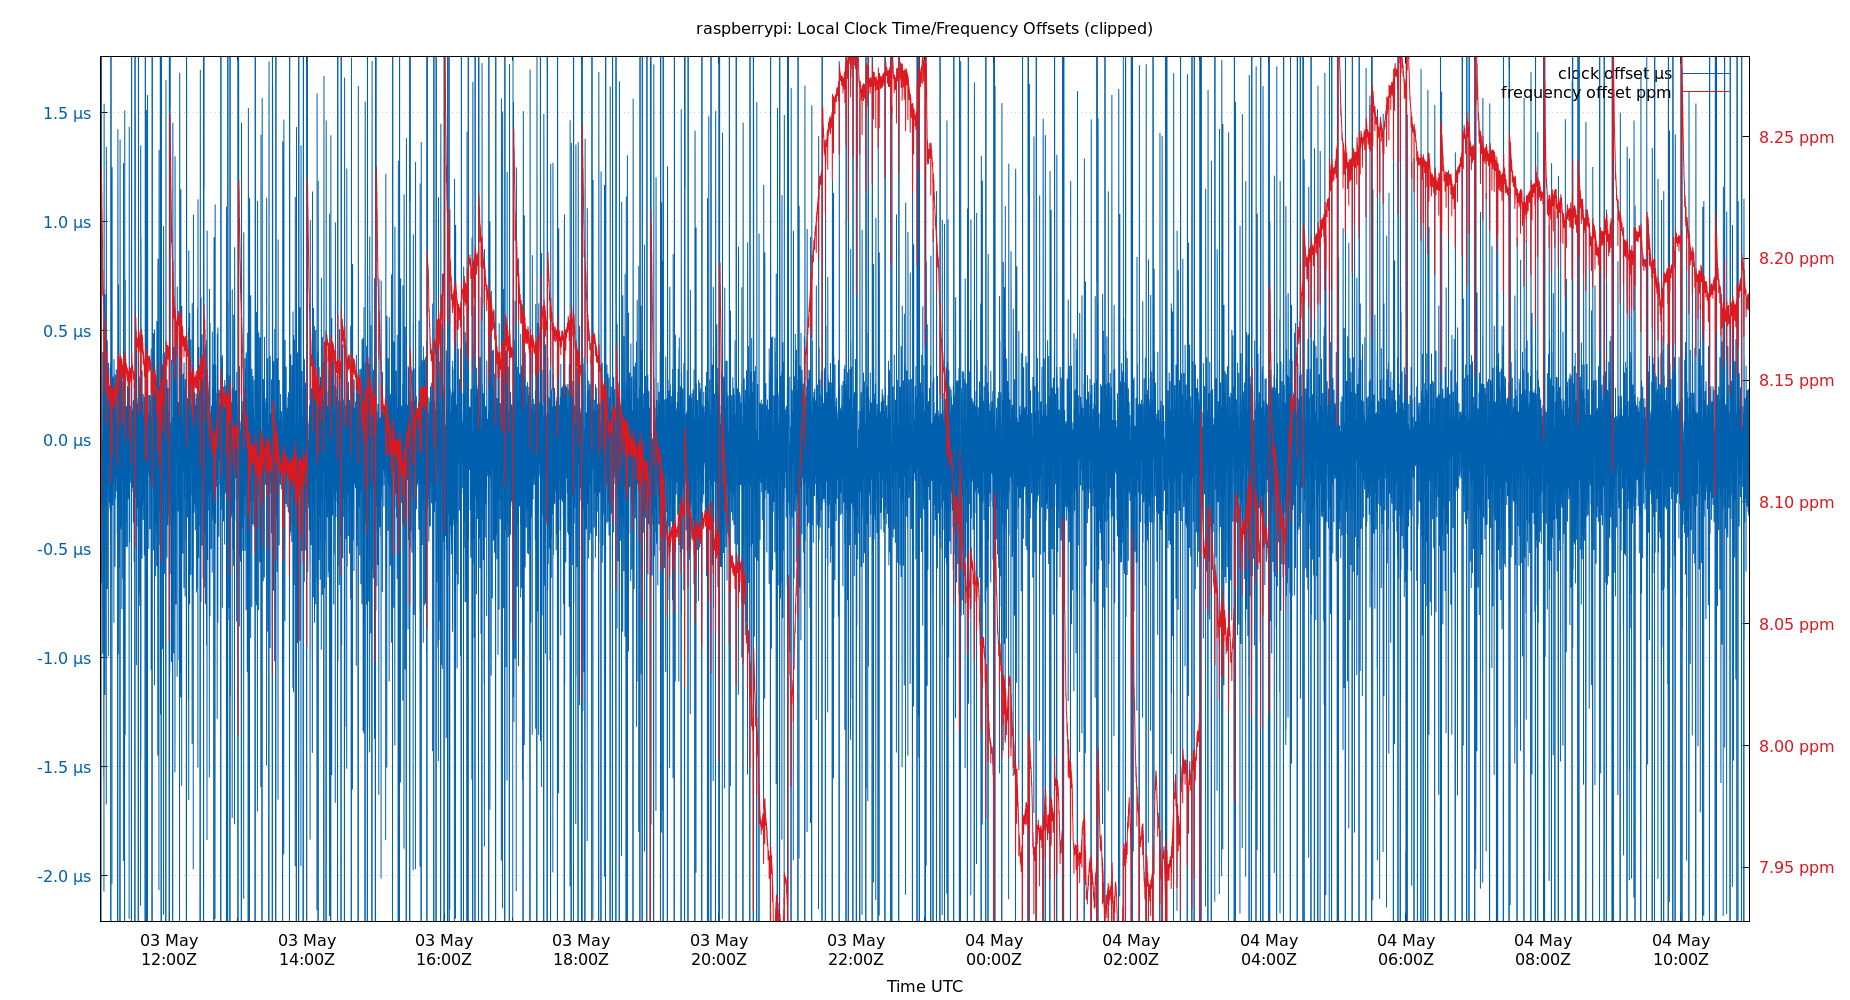 raspberrypi: Local Clock Time/Frequency Offsets (clipped)
clock offset µs
frequency offset ppm
1.5 µs
1.0 µs
0.5 µs
0.0 µs
-0.5 µs
-1.0 µs
-1.5 µs
-2.0 µs
8.25 ppm
8.20 ppm
8.15 ppm
8.10 ppm
8.05 ppm
8.00 ppm
7.95 ppm
03 May 03 May 03 May 03 May 03 May 03 May 04 May 04 May 04 May 04 May 04 May 04 May
12:00Z 14:00Z 16:00Z 18:00Z 20:00Z 22:00Z 00:00Z 02:00Z 04:00Z 06:00Z 08:00Z 10:00Z
Time UTC